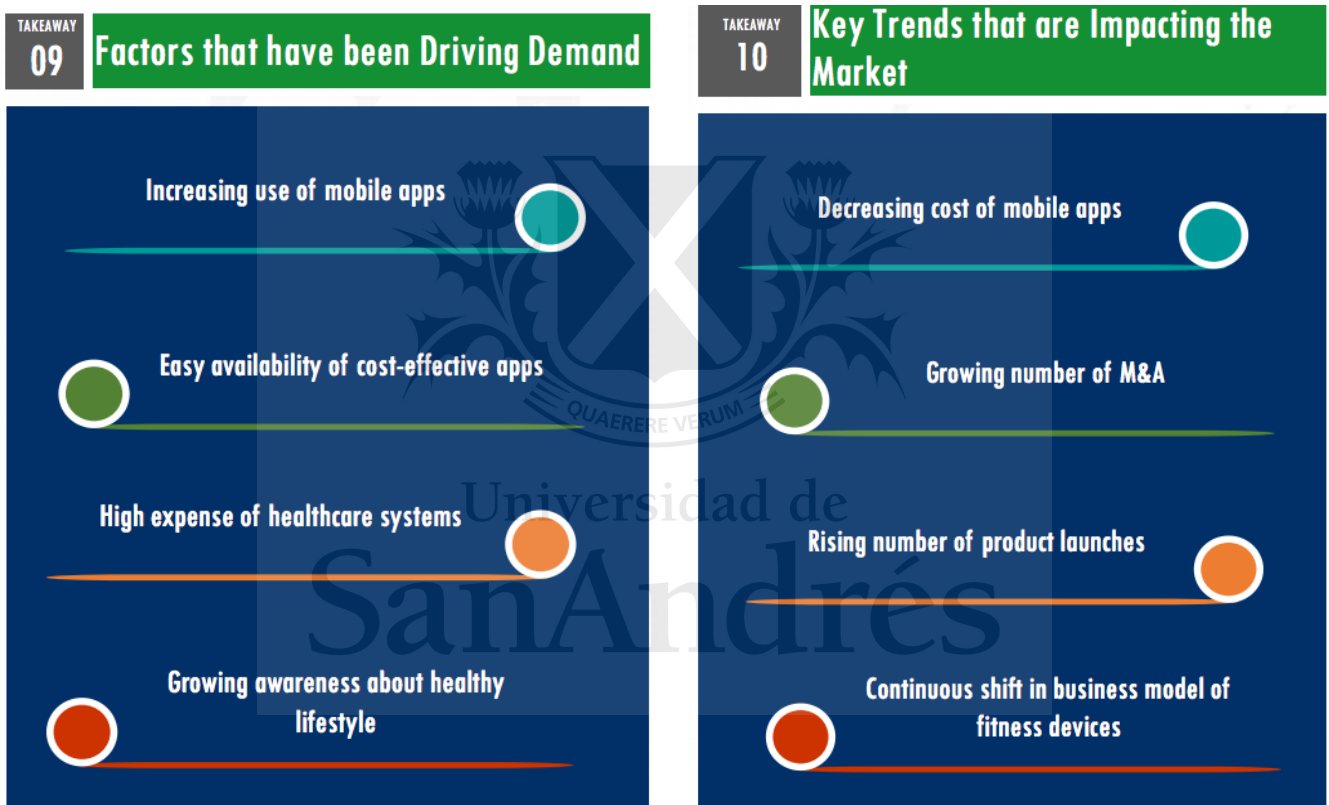 TAKEAWAY
09
Factors that have been Driving Demand
Increasing use of mobile apps
Easy availability of cost-effective apps
High expense of healthcare systems
Growing awareness about healthy
lifestyle
TAKEAWAY
10
Key Trends that are Impacting the
Market
Decreasing cost of mobile apps
Growing number of M&A
Rising number of product launches
Continuous shift in business model of
fitness devices
QUAERERE VERUM
Universidad de
SanAndrés